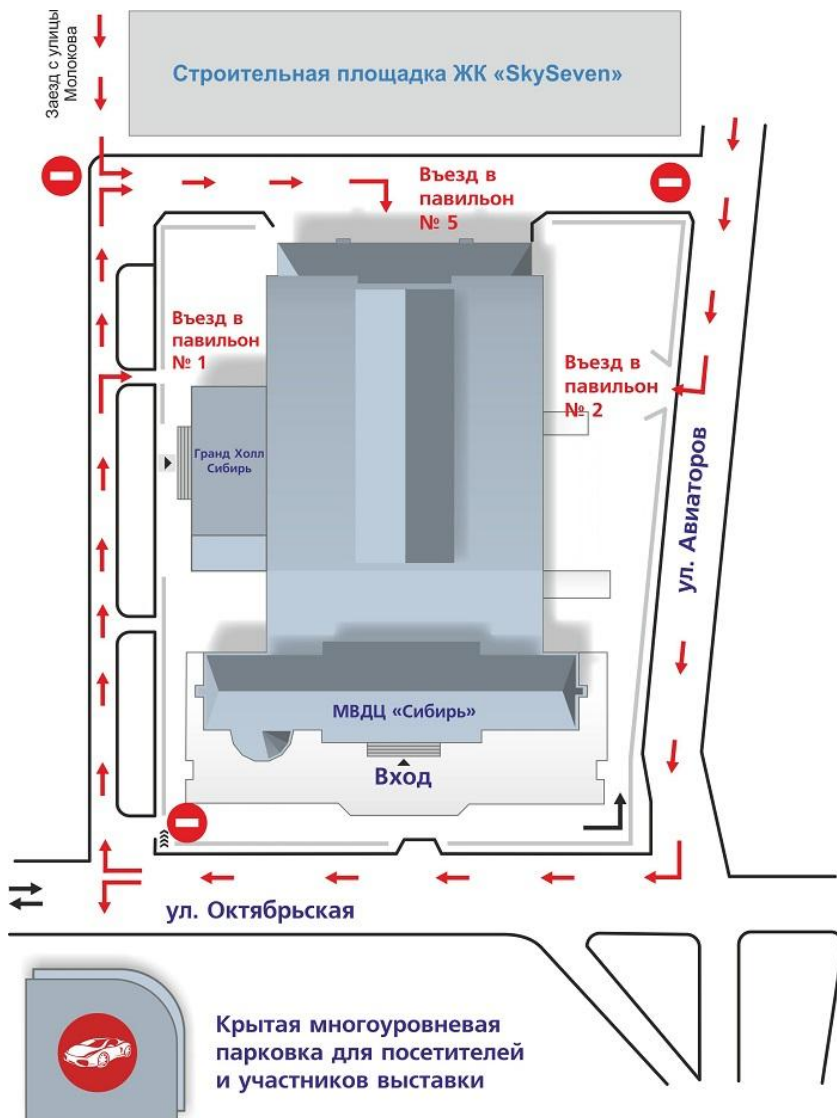 Заезд с улицы
Молокова
Строительная площадка ЖК «SkySeven»
Въезд в
павильон
№ 5
Въезд в
павильон
№ 1
Въезд в
павильон
№ 2
Гранд Холл
Сибирь
ул. Авиаторов
МВДЦ «Сибирь»
Вход
ул. Октябрьская
Крытая многоуровневая
парковка для посетителей
и участников выставки